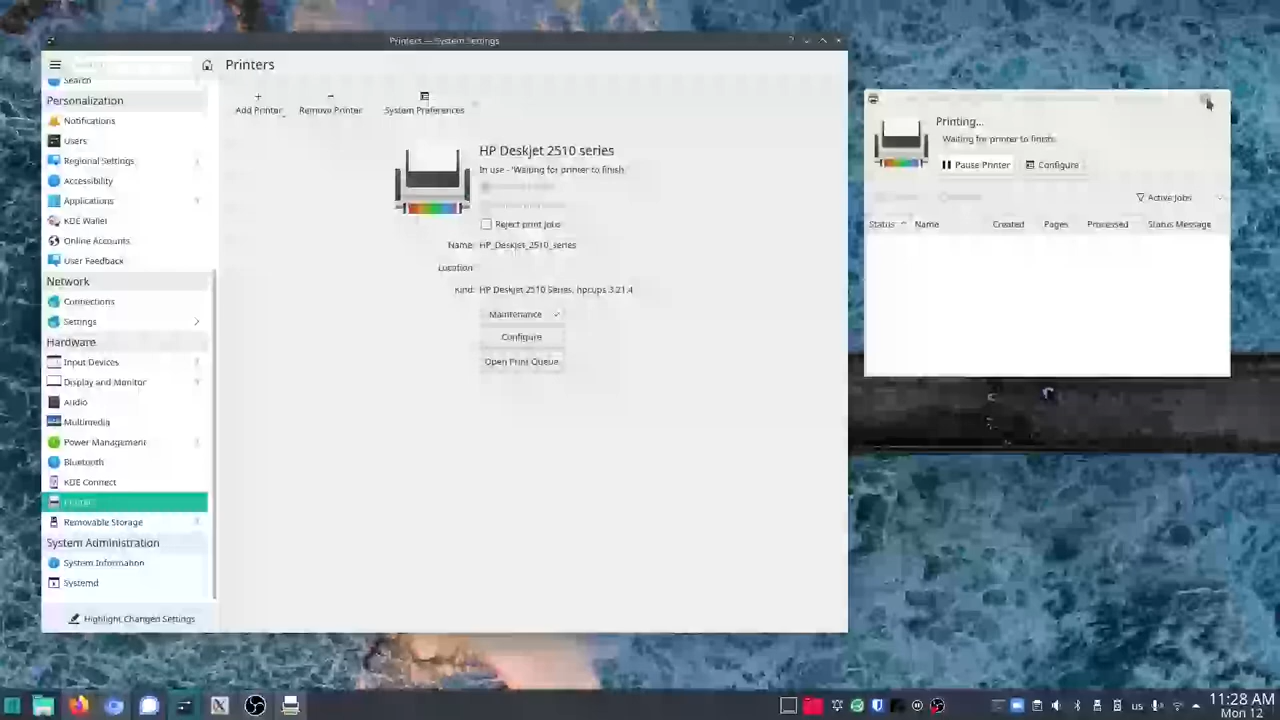 Printers — System Settings
Printers
Search
Personalization
Notifications
Users
Regional Settings
Accessibility
Applications
KDE Wallet
Online Accounts
User Feedback
Network
Connections
Settings
Hardware
Input Devices
Display and Monitor
Audio
Multimedia
Power Management
Bluetooth
KDE Connect
Printers
Removable Storage
System Administration
System Information
Systemd
Highlight Changed Settings
Add Printer
Remove Printer
System Preferences
HP Deskjet 2510 series
In use - 'Waiting for printer to finish.
Reject print jobs
Name: HP_Deskjet_2510_series
Location
Kind: HP Deskjet 2510 Series, hpcups 3.21.4
Maintenance
Configure
Open Print Queue
Printing...
Waiting for printer to finish.
Pause Printer
Configure
Active Jobs
Status Name Created Pages Processed Status Message
us
11:28 AM
Mon 12